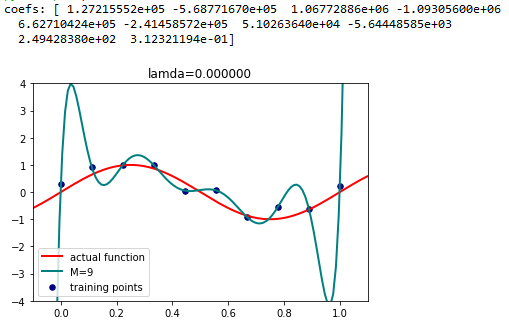 coefs: [ 1.27215552e+05 -5.68771670e+05  1.06772886e+06 -1.09305600e+06
  6.62710424e+05 -2.41458572e+05  5.10263640e+04 -5.64448585e+03
  2.49428380e+02  3.12321194e-01]
lamda=0.000000
4
3
2
1
0
−1
−2
−3
−4
actual function
M=9
training points
0.0 0.2 0.4 0.6 0.8 1.0